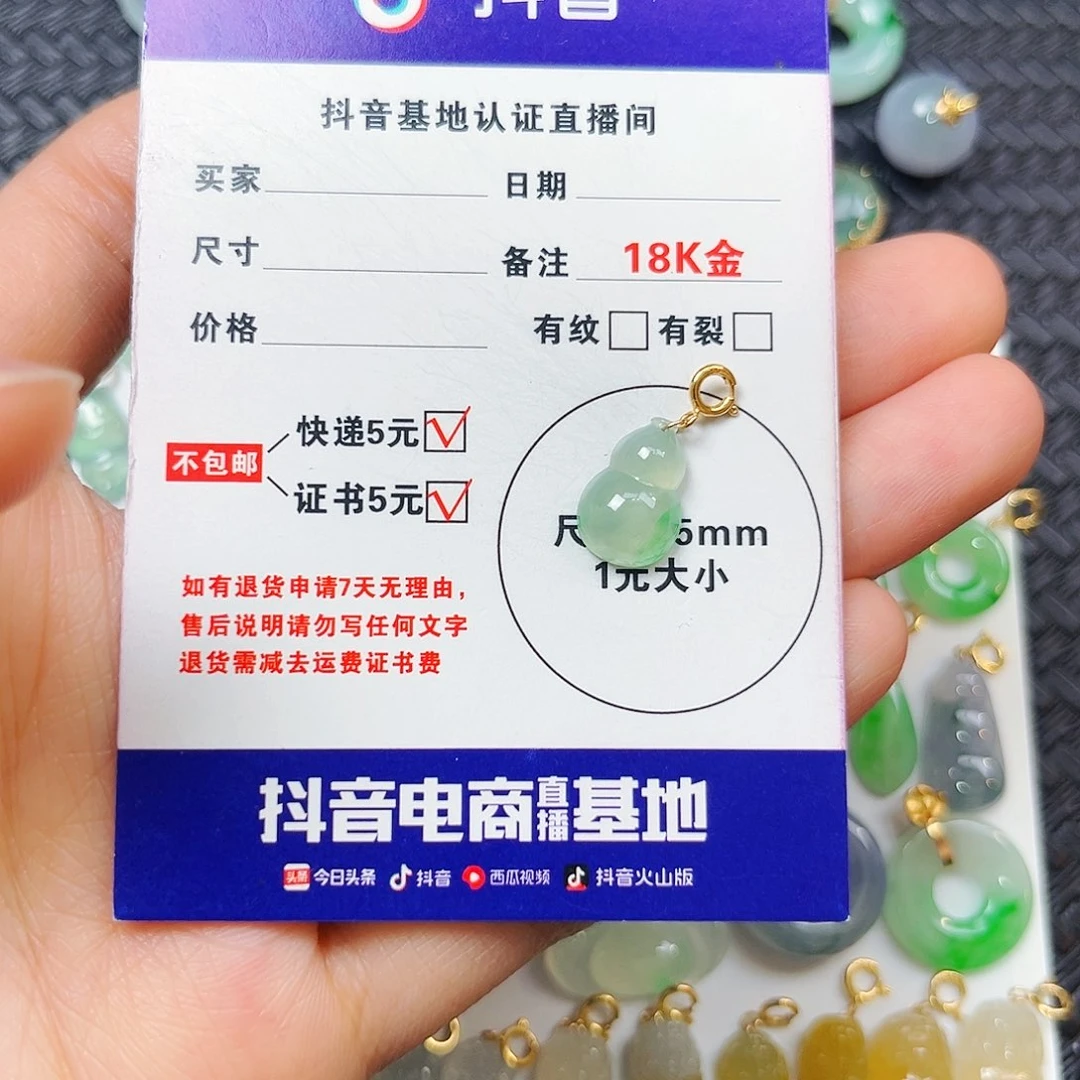 抖音
抖音基地认证直播间
买家 日期
尺寸 备注 18K金
价格 有纹 有裂
快递5元
不包邮
证书5元
尺 5mm
1元大小
如有退货申请7天无理由，
售后说明请勿写任何文字
退货需减去运费证书费
抖音电商直播基地
头条 今日头条 抖音 西瓜视频 抖音火山版